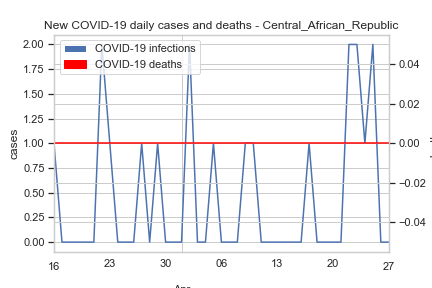 New COVID-19 daily cases and deaths - Central_African_Republic
COVID-19 infections
COVID-19 deaths
cases
2.00
1.75
1.50
1.25
1.00
0.75
0.50
0.25
0.00
0.04
0.02
0.00
−0.02
−0.04
16 23 30 06 13 20 27